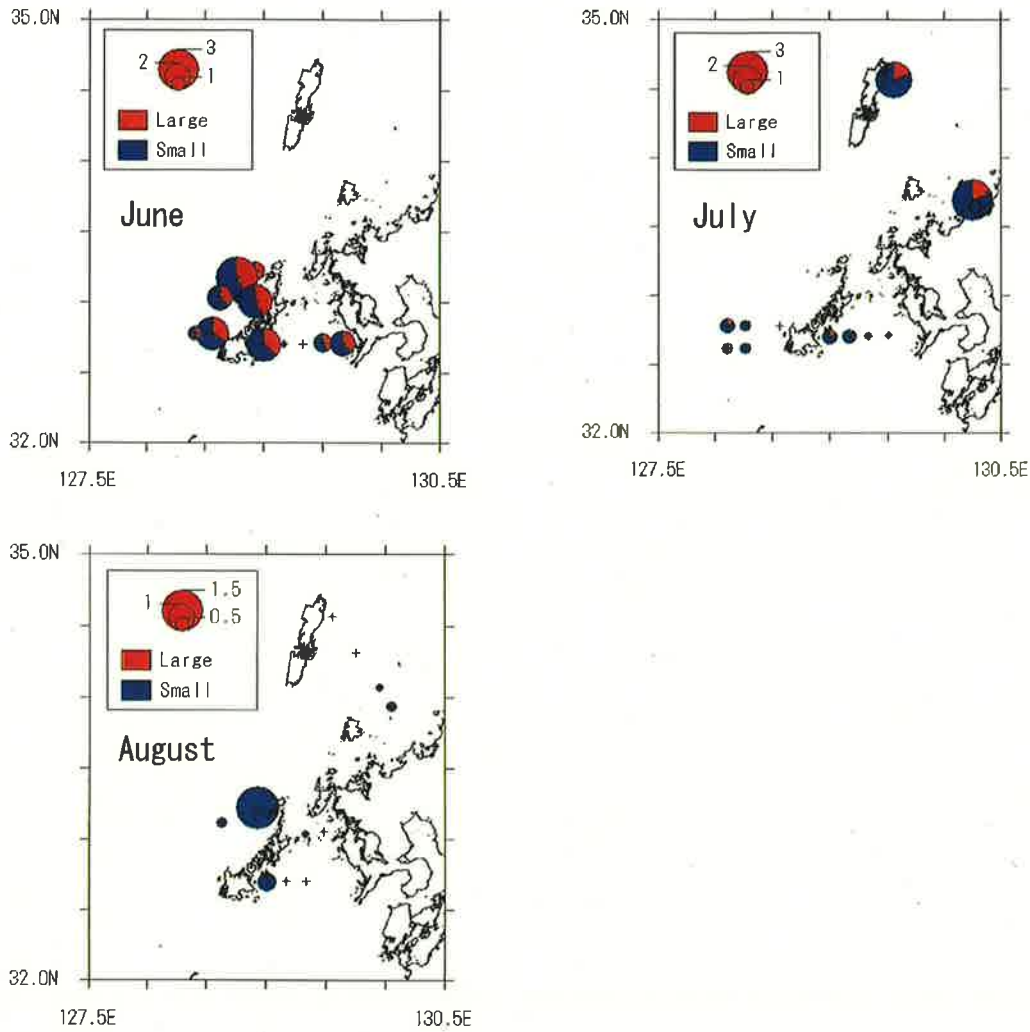 35.0N
3
2
1
Large
Small
June
32.0N
127.5E
130.5E
35.0N
3
2
1
Large
Small
July
32.0N
127.5E
130.5E
35.0N
1.5
1
0.5
Large
Small
August
32.0N
127.5E
130.5E